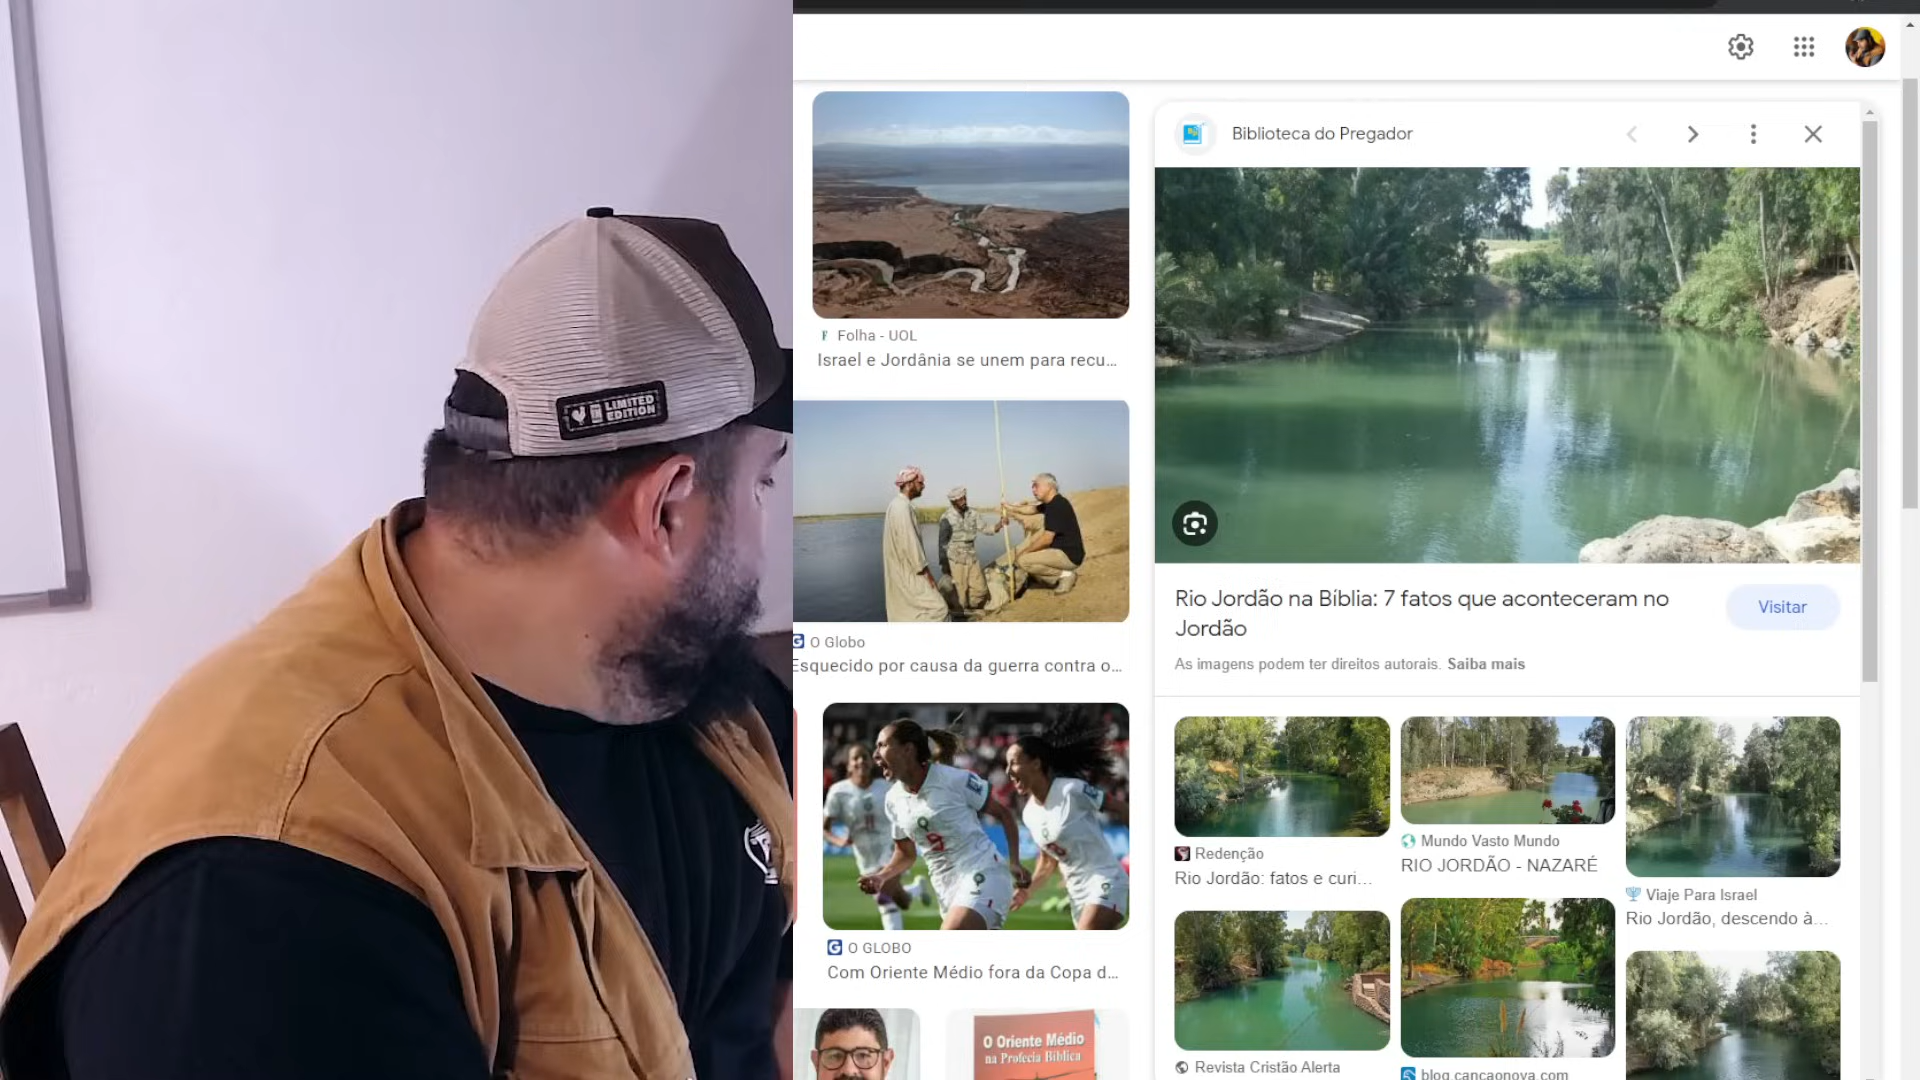 LIMITED
EDITION
Folha - UOL
Israel e Jordânia se unem para recu...
O Globo
Esquecido por causa da guerra contra o...
O GLOBO
Com Oriente Médio fora da Copa d...
O Oriente Médio
na Profecia Bíblica
Biblioteca do Pregador
Rio Jordão na Bíblia: 7 fatos que aconteceram no
Jordão
Visitar
As imagens podem ter direitos autorais. Saiba mais
Redenção
Rio Jordão: fatos e curi...
Mundo Vasto Mundo
RIO JORDÃO - NAZARÉ
Viaje Para Israel
Rio Jordão, descendo à...
Revista Cristão Alerta
blog.cancaonova.com